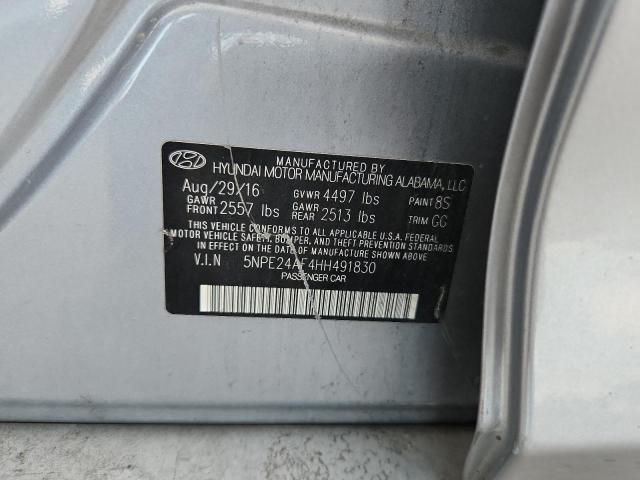 MANUFACTURED BY
HYUNDAI MOTOR MANUFACTURING ALABAMA, LLC
Aug/29/16 GVWR 4497 lbs PAINT 8S
GAWR FRONT 2557 lbs GAWR REAR 2513 lbs TRIM GG
THIS VEHICLE CONFORMS TO ALL APPLICABLE U.S.A. FEDERAL
MOTOR VEHICLE SAFETY, BUMPER, AND THEFT PREVENTION STANDARDS
IN EFFECT ON THE DATE OF MANUFACTURE SHOWN ABOVE.
V.I.N 5NPE24AF4HH491830
PASSENGER CAR